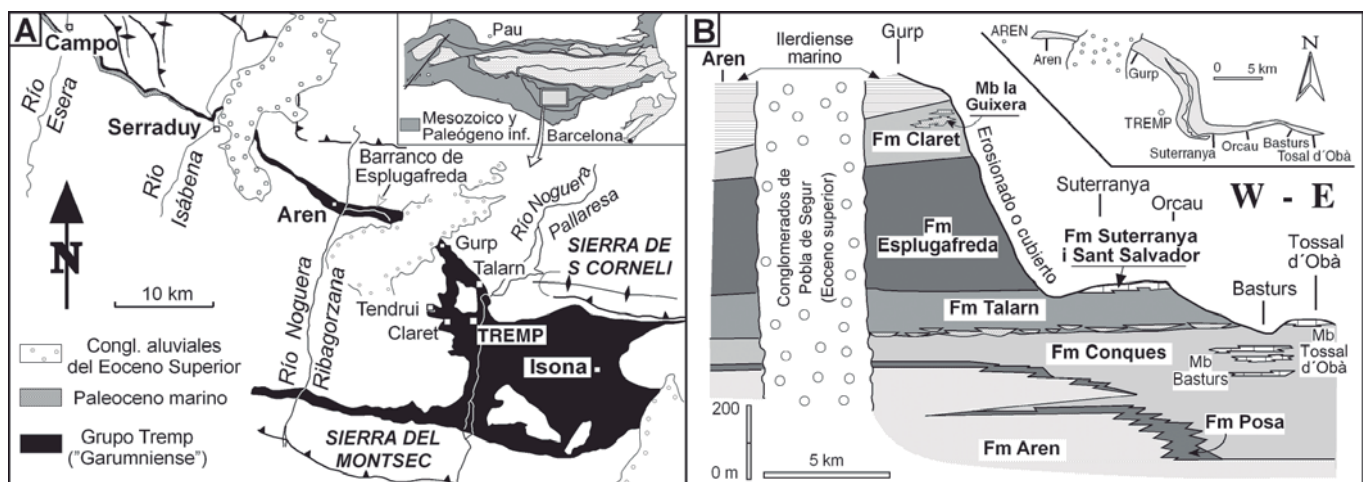 A
Campo
Río
Esera
Serraduy
Río
Isábena
Pau
Mesozoico y
Paleógeno inf.
Barcelona
Barranco de
Esplugafreda
Aren
Río Noguera
Pallaresa
Gurp
Talarn
SIERRA DE
S CORNELI
Tendrui
Claret
TREMP
Isona
Río Noguera
Ribagorzana
SIERRA DEL
MONTSEC
N
10 km
Congl. aluviales
del Eoceno Superior
Paleoceno marino
Grupo Tremp
("Garumniense")
B
Aren
Ilerdiense
marino
Gurp
Mb la
Guixera
Fm Claret
Erosionado o cubierto
Conglomerados de
Pobla de Segur
(Eoceno superior)
Fm
Esplugafreda
Fm Talarn
Suterranya
Orcau
Fm Suterranya
i Sant Salvador
W - E
Tossal
d´Obà
Basturs
Fm Conques
Mb
Basturs
Mb
Tossal
d´Obà
Fm Posa
Fm Aren
200
0 m
5 km
AREN
Aren
Gurp
0 5 km
N
TREMP
Suterranya
Orcau
Basturs
Tosal d´Obà